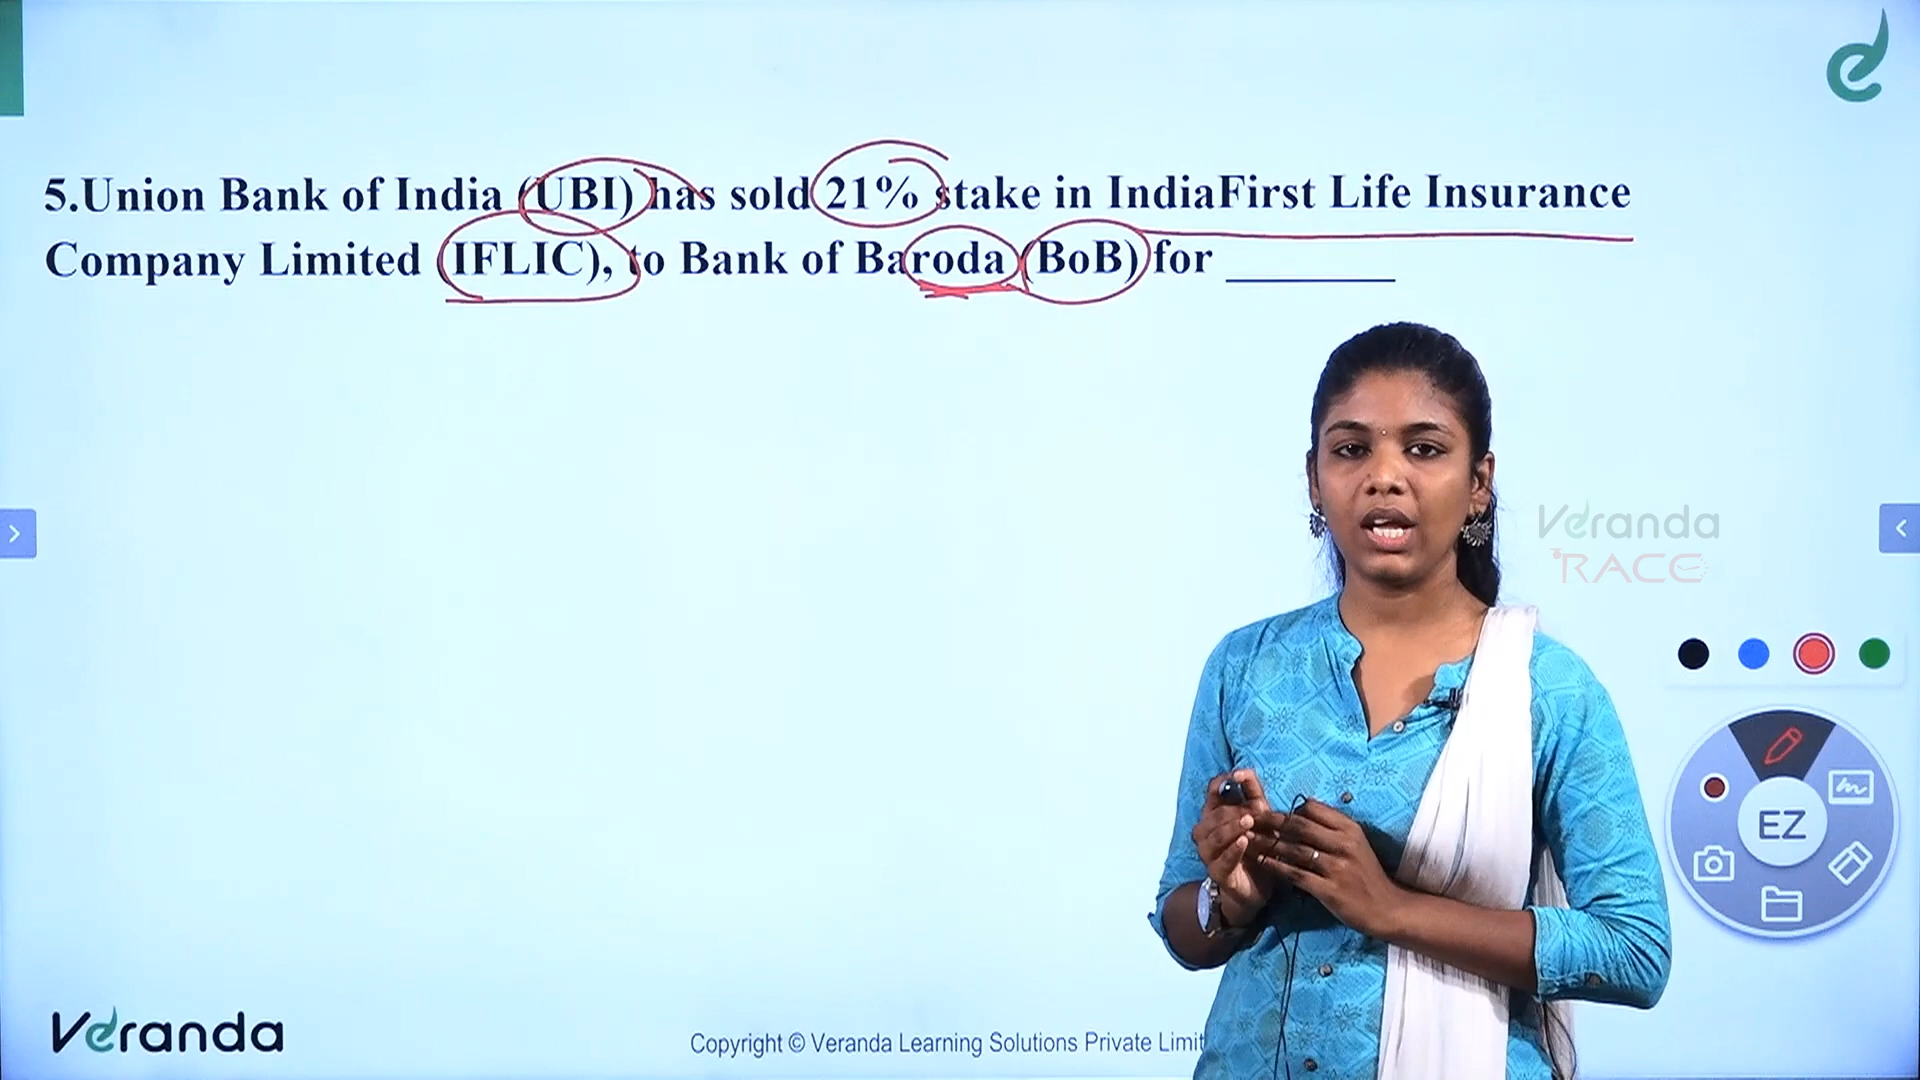 5.Union Bank of India (UBI) has sold 21% stake in IndiaFirst Life Insurance
Company Limited (IFLIC), to Bank of Baroda (BoB) for ________
Veranda
RACE
EZ
Veranda
Copyright © Veranda Learning Solutions Private Limit